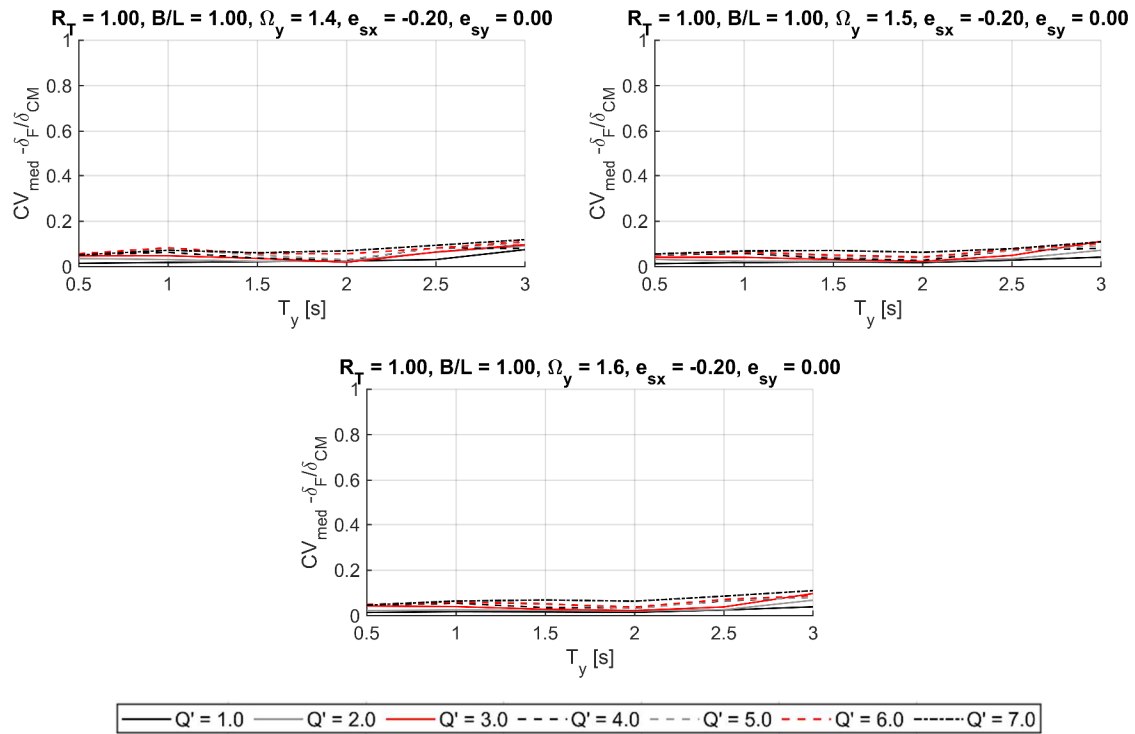 R_T = 1.00, B/L = 1.00, Ω_y = 1.4, e_sx = -0.20, e_sy = 0.00
1
0.8
0.6
0.4
0.2
0
CV_med -δ_F/δ_CM
0.5 1 1.5 2 2.5 3
T_y [s]
R_T = 1.00, B/L = 1.00, Ω_y = 1.5, e_sx = -0.20, e_sy = 0.00
1
0.8
0.6
0.4
0.2
0
CV_med -δ_F/δ_CM
0.5 1 1.5 2 2.5 3
T_y [s]
R_T = 1.00, B/L = 1.00, Ω_y = 1.6, e_sx = -0.20, e_sy = 0.00
1
0.8
0.6
0.4
0.2
0
CV_med -δ_F/δ_CM
0.5 1 1.5 2 2.5 3
T_y [s]
Q' = 1.0 Q' = 2.0 Q' = 3.0 Q' = 4.0 Q' = 5.0 Q' = 6.0 Q' = 7.0